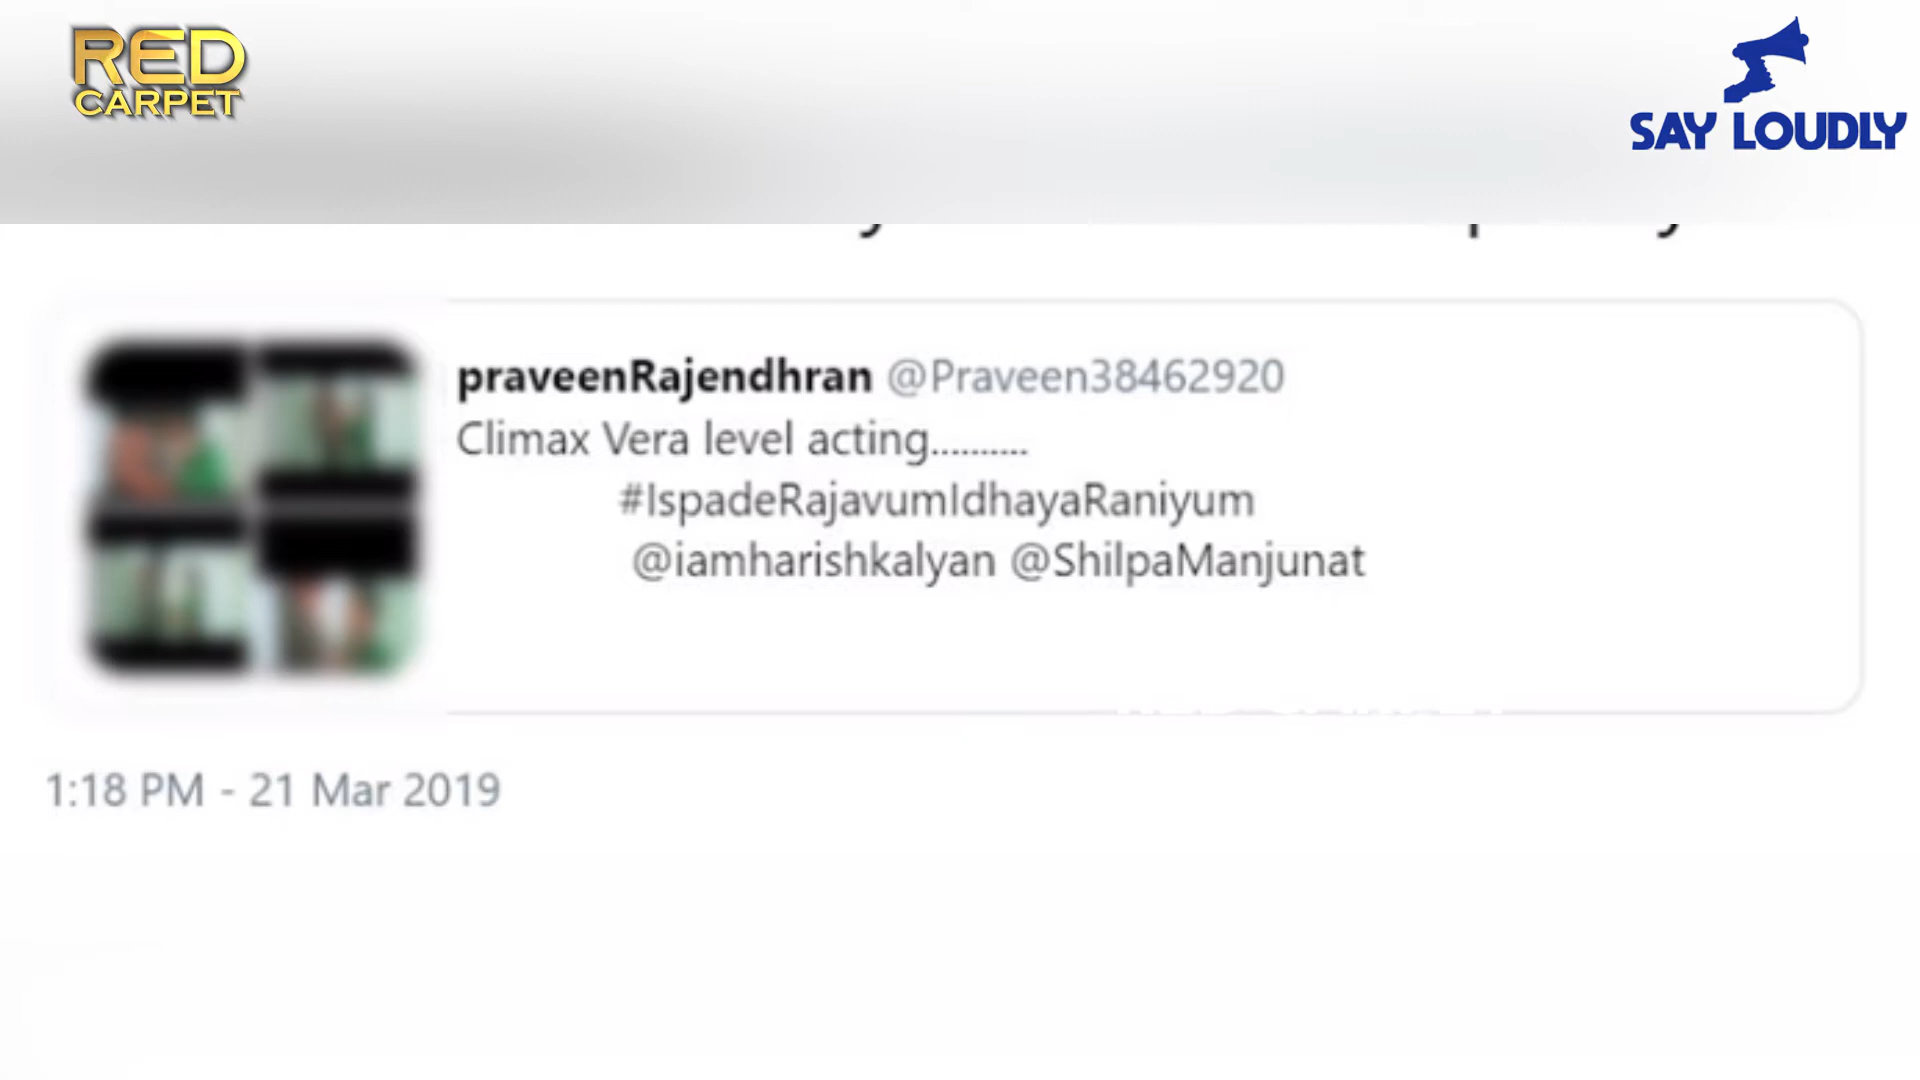 RED
CARPET
SAY LOUDLY
praveenRajendhran @Praveen38462920
Climax Vera level acting..........
#IspadeRajavumIdhayaRaniyum
@iamharishkalyan @ShilpaManjunat
1:18 PM - 21 Mar 2019